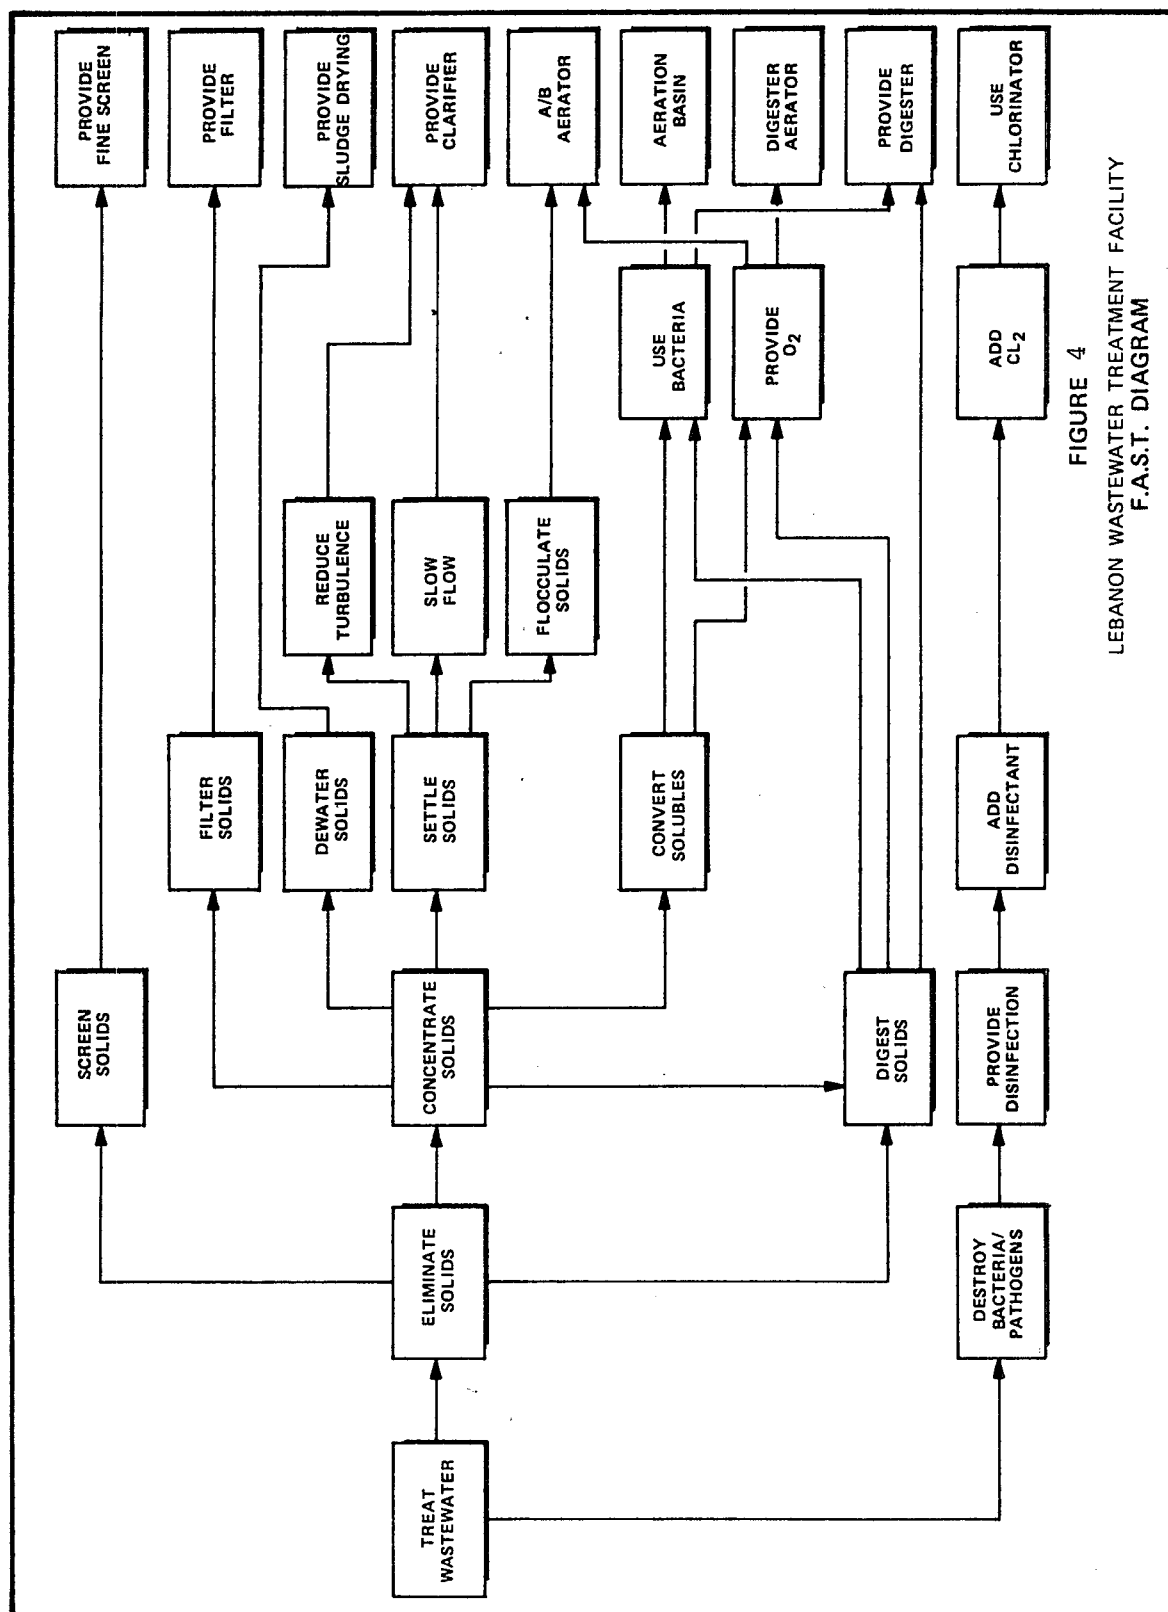 TREAT
WASTEWATER
ELIMINATE
SOLIDS
DESTROY
BACTERIA/
PATHOGENS
SCREEN
SOLIDS
CONCENTRATE
SOLIDS
DIGEST
SOLIDS
PROVIDE
DISINFECTION
FILTER
SOLIDS
DEWATER
SOLIDS
SETTLE
SOLIDS
CONVERT
SOLUBLES
ADD
DISINFECTANT
REDUCE
TURBULENCE
SLOW
FLOW
FLOCCULATE
SOLIDS
USE
BACTERIA
PROVIDE
O2
ADD
CL2
PROVIDE
FINE SCREEN
PROVIDE
FILTER
PROVIDE
SLUDGE DRYING
PROVIDE
CLARIFIER
A/B
AERATOR
AERATION
BASIN
DIGESTER
AERATOR
PROVIDE
DIGESTER
USE
CHLORINATOR
FIGURE 4
LEBANON WASTEWATER TREATMENT FACILITY
F.A.S.T. DIAGRAM